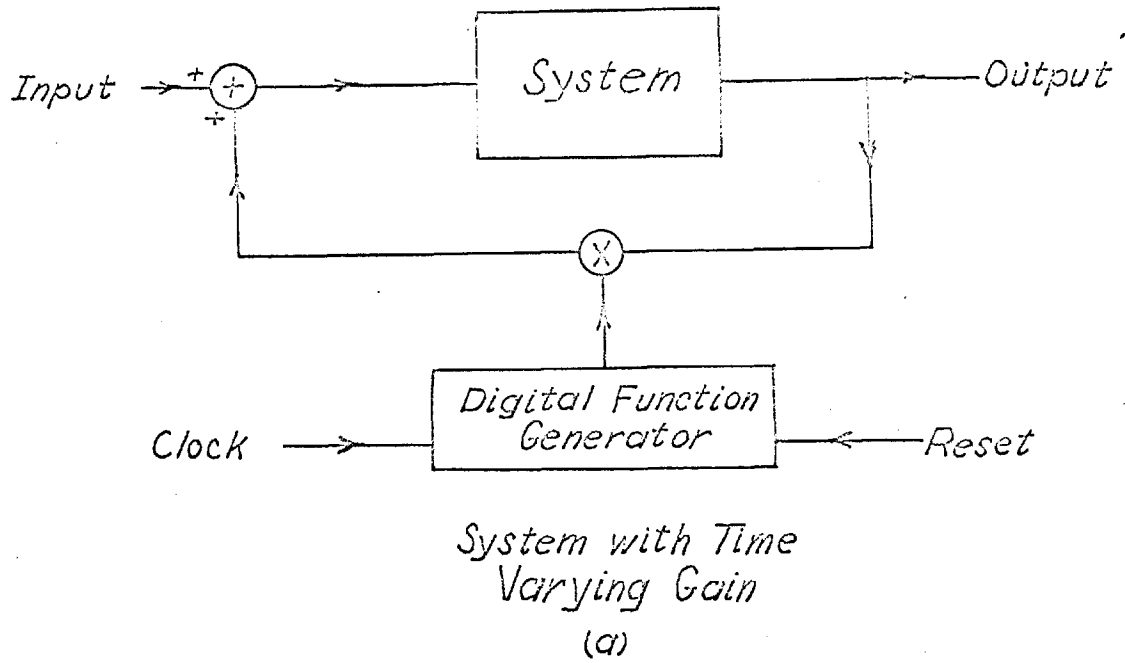 System
Input
+
+
+
Output
X
Digital Function
Generator
Clock
Reset
System with Time
Varying Gain
(a)